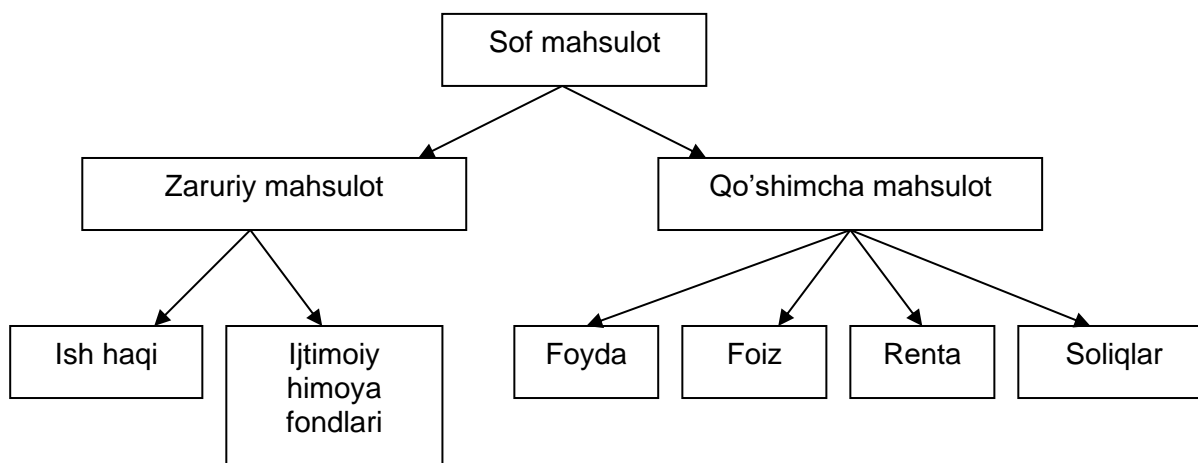 Sof mahsulot
Zaruriy mahsulot
Qo’shimcha mahsulot
Ish haqi
Ijtimoiy
himoya
fondlari
Foyda
Foiz
Renta
Soliqlar